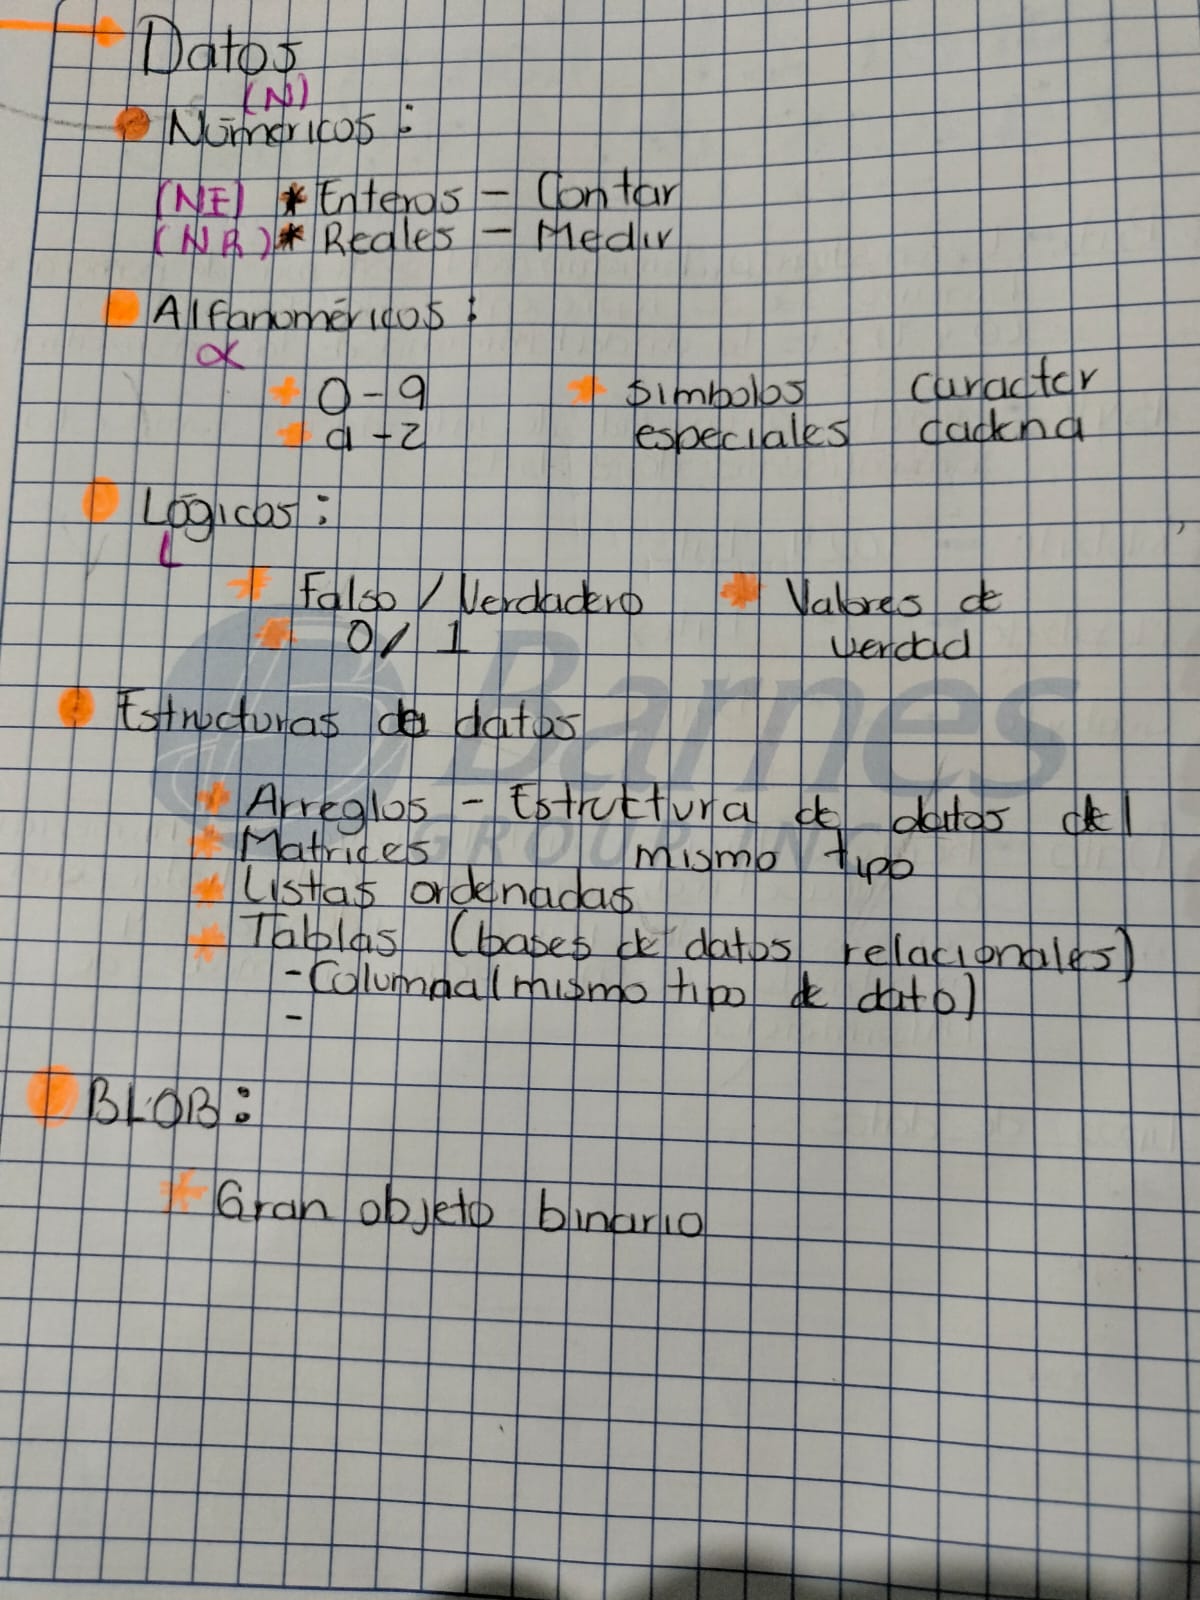 Datos
(N)
Númericos :
(NE) * Enteros - Contar
(NR) * Reales - Medir
Alfanoméricos :
α
0 - 9
a - z
* simbolos especiales
caracter
cadena
Lógicos :
L
* Falso / Verdadero
* 0 / 1
* Valores de
verdad
Estructuras de datos
* Arreglos - Estructura de datos del
mismo tipo
* Matrices
* Listas ordenadas
* Tablas (bases de datos relacionales)
- Columna (mismo tipo de dato)
-
BLOB :
* Gran objeto binario
Barnes
GROUP INC